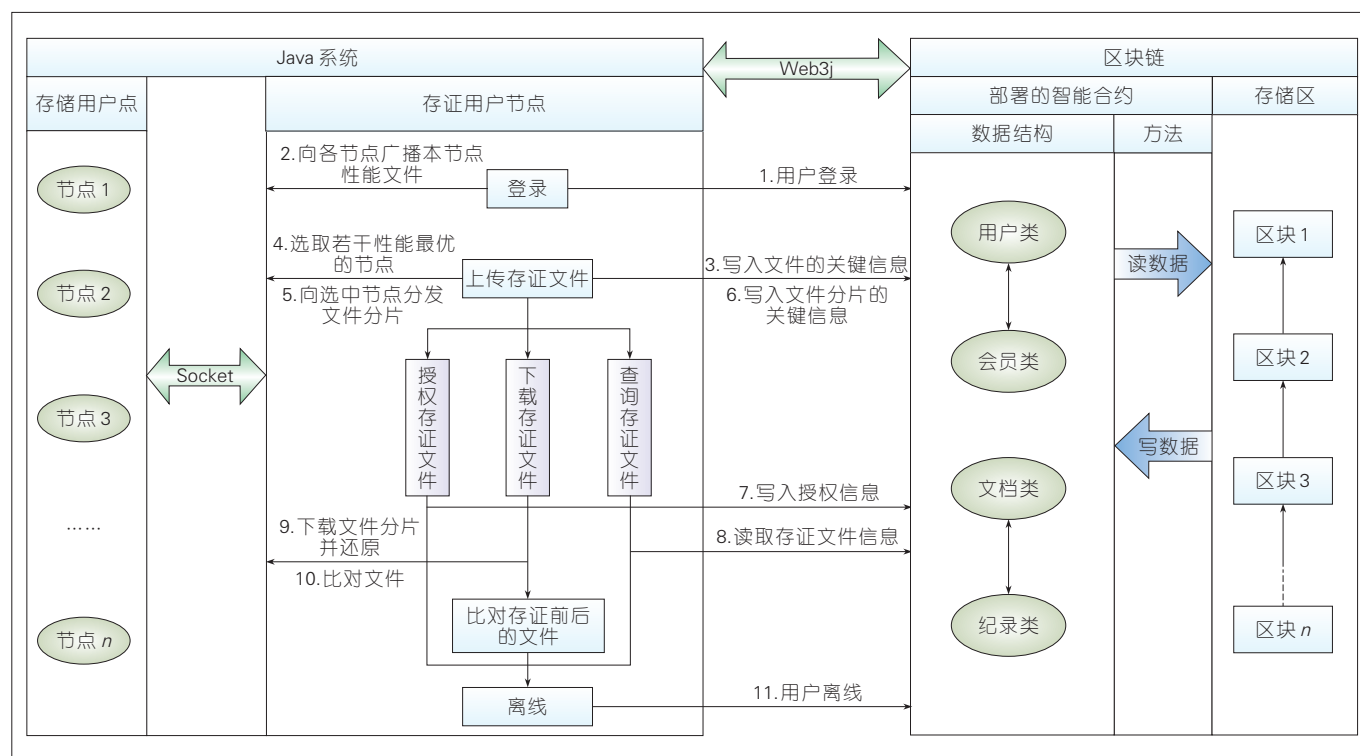 Java 系统
Web3j
区块链
存储用户点
存证用户节点
部署的智能合约
存储区
数据结构
方法
2.向各节点广播本节点
性能文件
节点 1
登录
1.用户登录
用户类
区块 1
4.选取若干性能最优
的节点
上传存证文件
3.写入文件的关键信息
读数据
节点 2
5.向选中节点分发
文件分片
6.写入文件分片的
关键信息
Socket
授权存证文件
下载存证文件
查询存证文件
会员类
区块 2
节点 3
写数据
7.写入授权信息
文档类
区块 3
……
9.下载文件分片
并还原
8.读取存证文件信息
10.比对文件
比对存证前后
的文件
节点 n
纪录类
区块 n
离线
11.用户离线